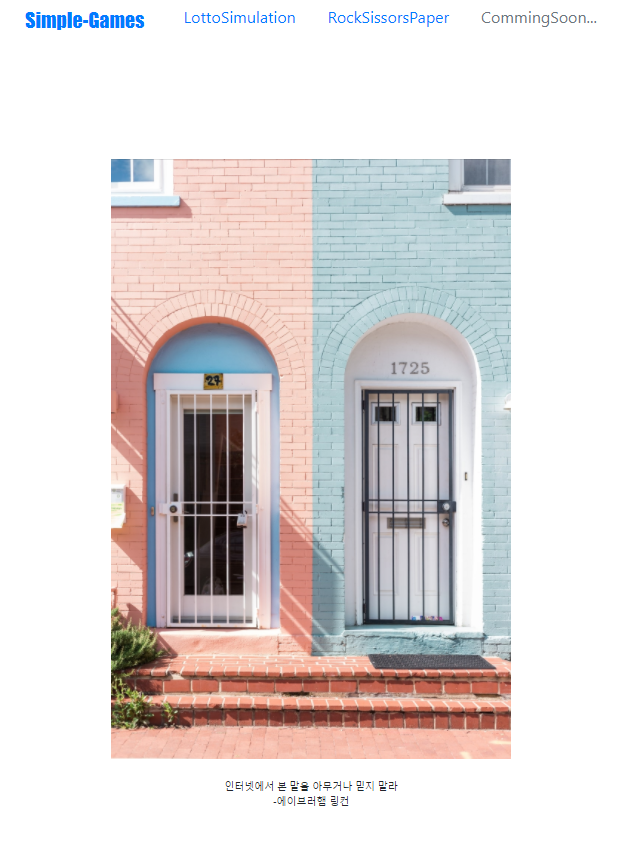 Simple-Games LottoSimulation RockSissorsPaper CommingSoon...
1725
27
인터넷에서 본 말을 아무거나 믿지 말라
-에이브러햄 링컨